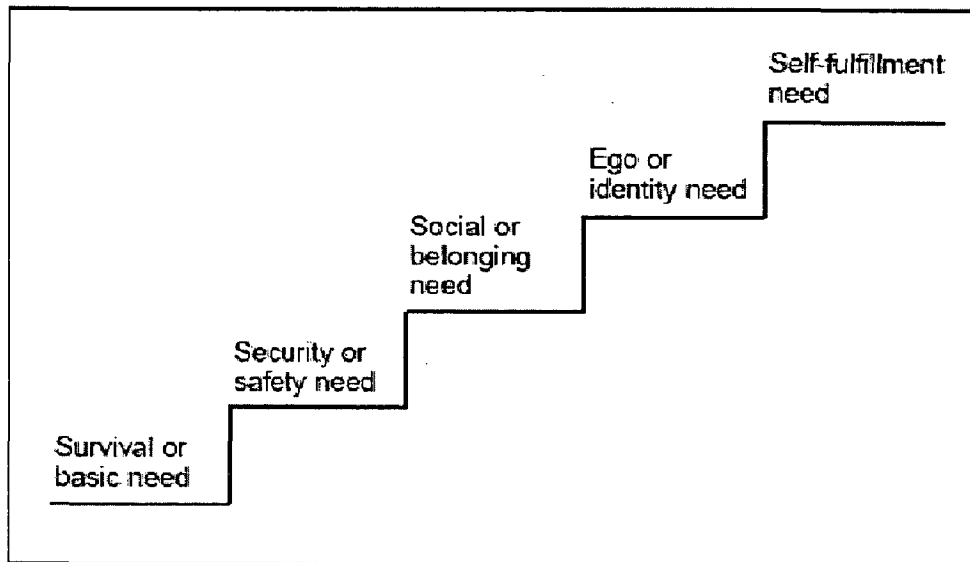 Self-fulfillment
need
Ego or
identity need
Social or
belonging
need
Security or
safety need
Survival or
basic need